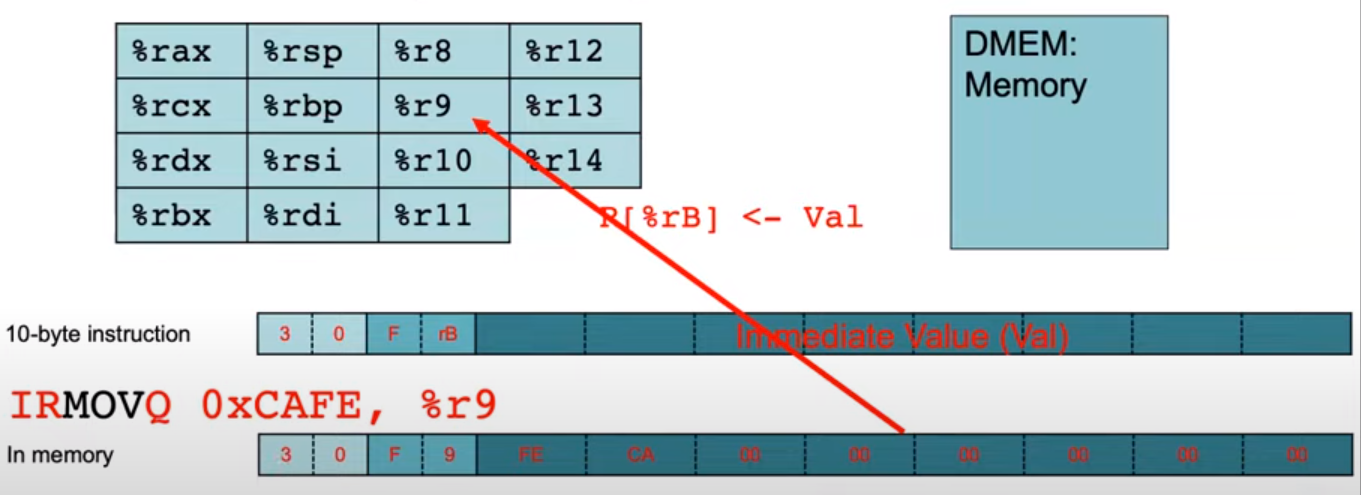 %rax %rsp %r8 %r12
DMEM:
Memory
%rcx %rbp %r9 %r13
%rdx %rsi %r10 %r14
%rbx %rdi %r11
R[%rB] <- Val
10-byte instruction 3 0 F rB Immediate Value (Val)
IRMOVQ 0xCAFE, %r9
In memory 3 0 F 9 FE CA 00 00 00 00 00 00